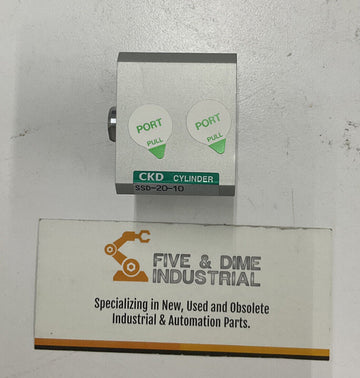 PORT
PULL
PORT
PULL
CKD CYLINDER
SSD-20-10
FIVE & DIME
INDUSTRIAL
Specializing in New, Used and Obsolete
Industrial & Automation Parts.